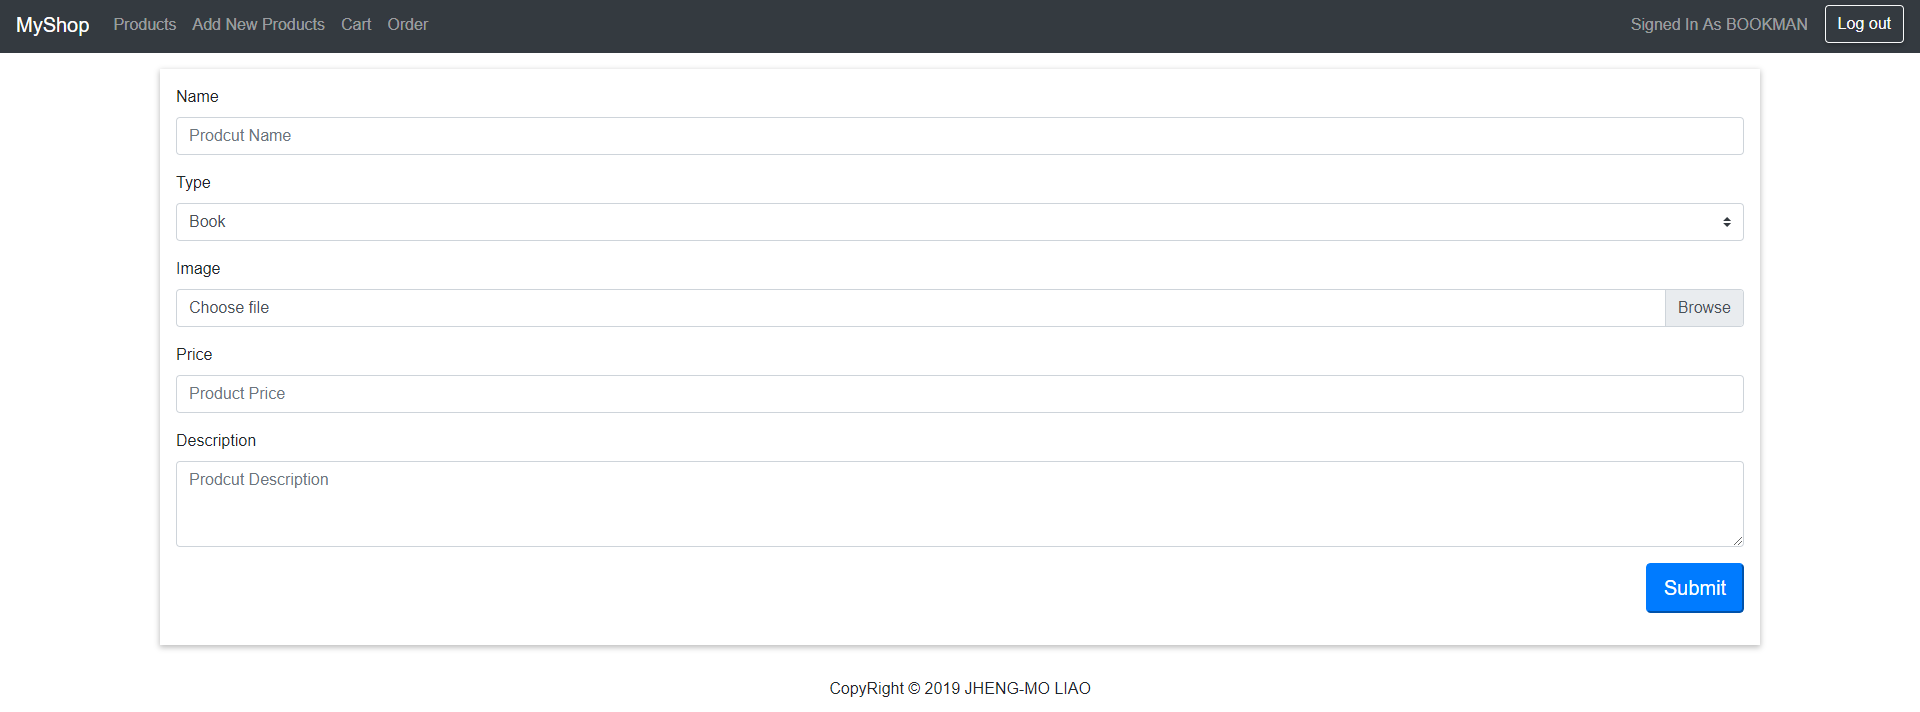 MyShop Products Add New Products Cart Order Signed In As BOOKMAN Log out
Name
Prodcut Name
Type
Book
Image
Choose file Browse
Price
Product Price
Description
Prodcut Description
Submit
CopyRight © 2019 JHENG-MO LIAO